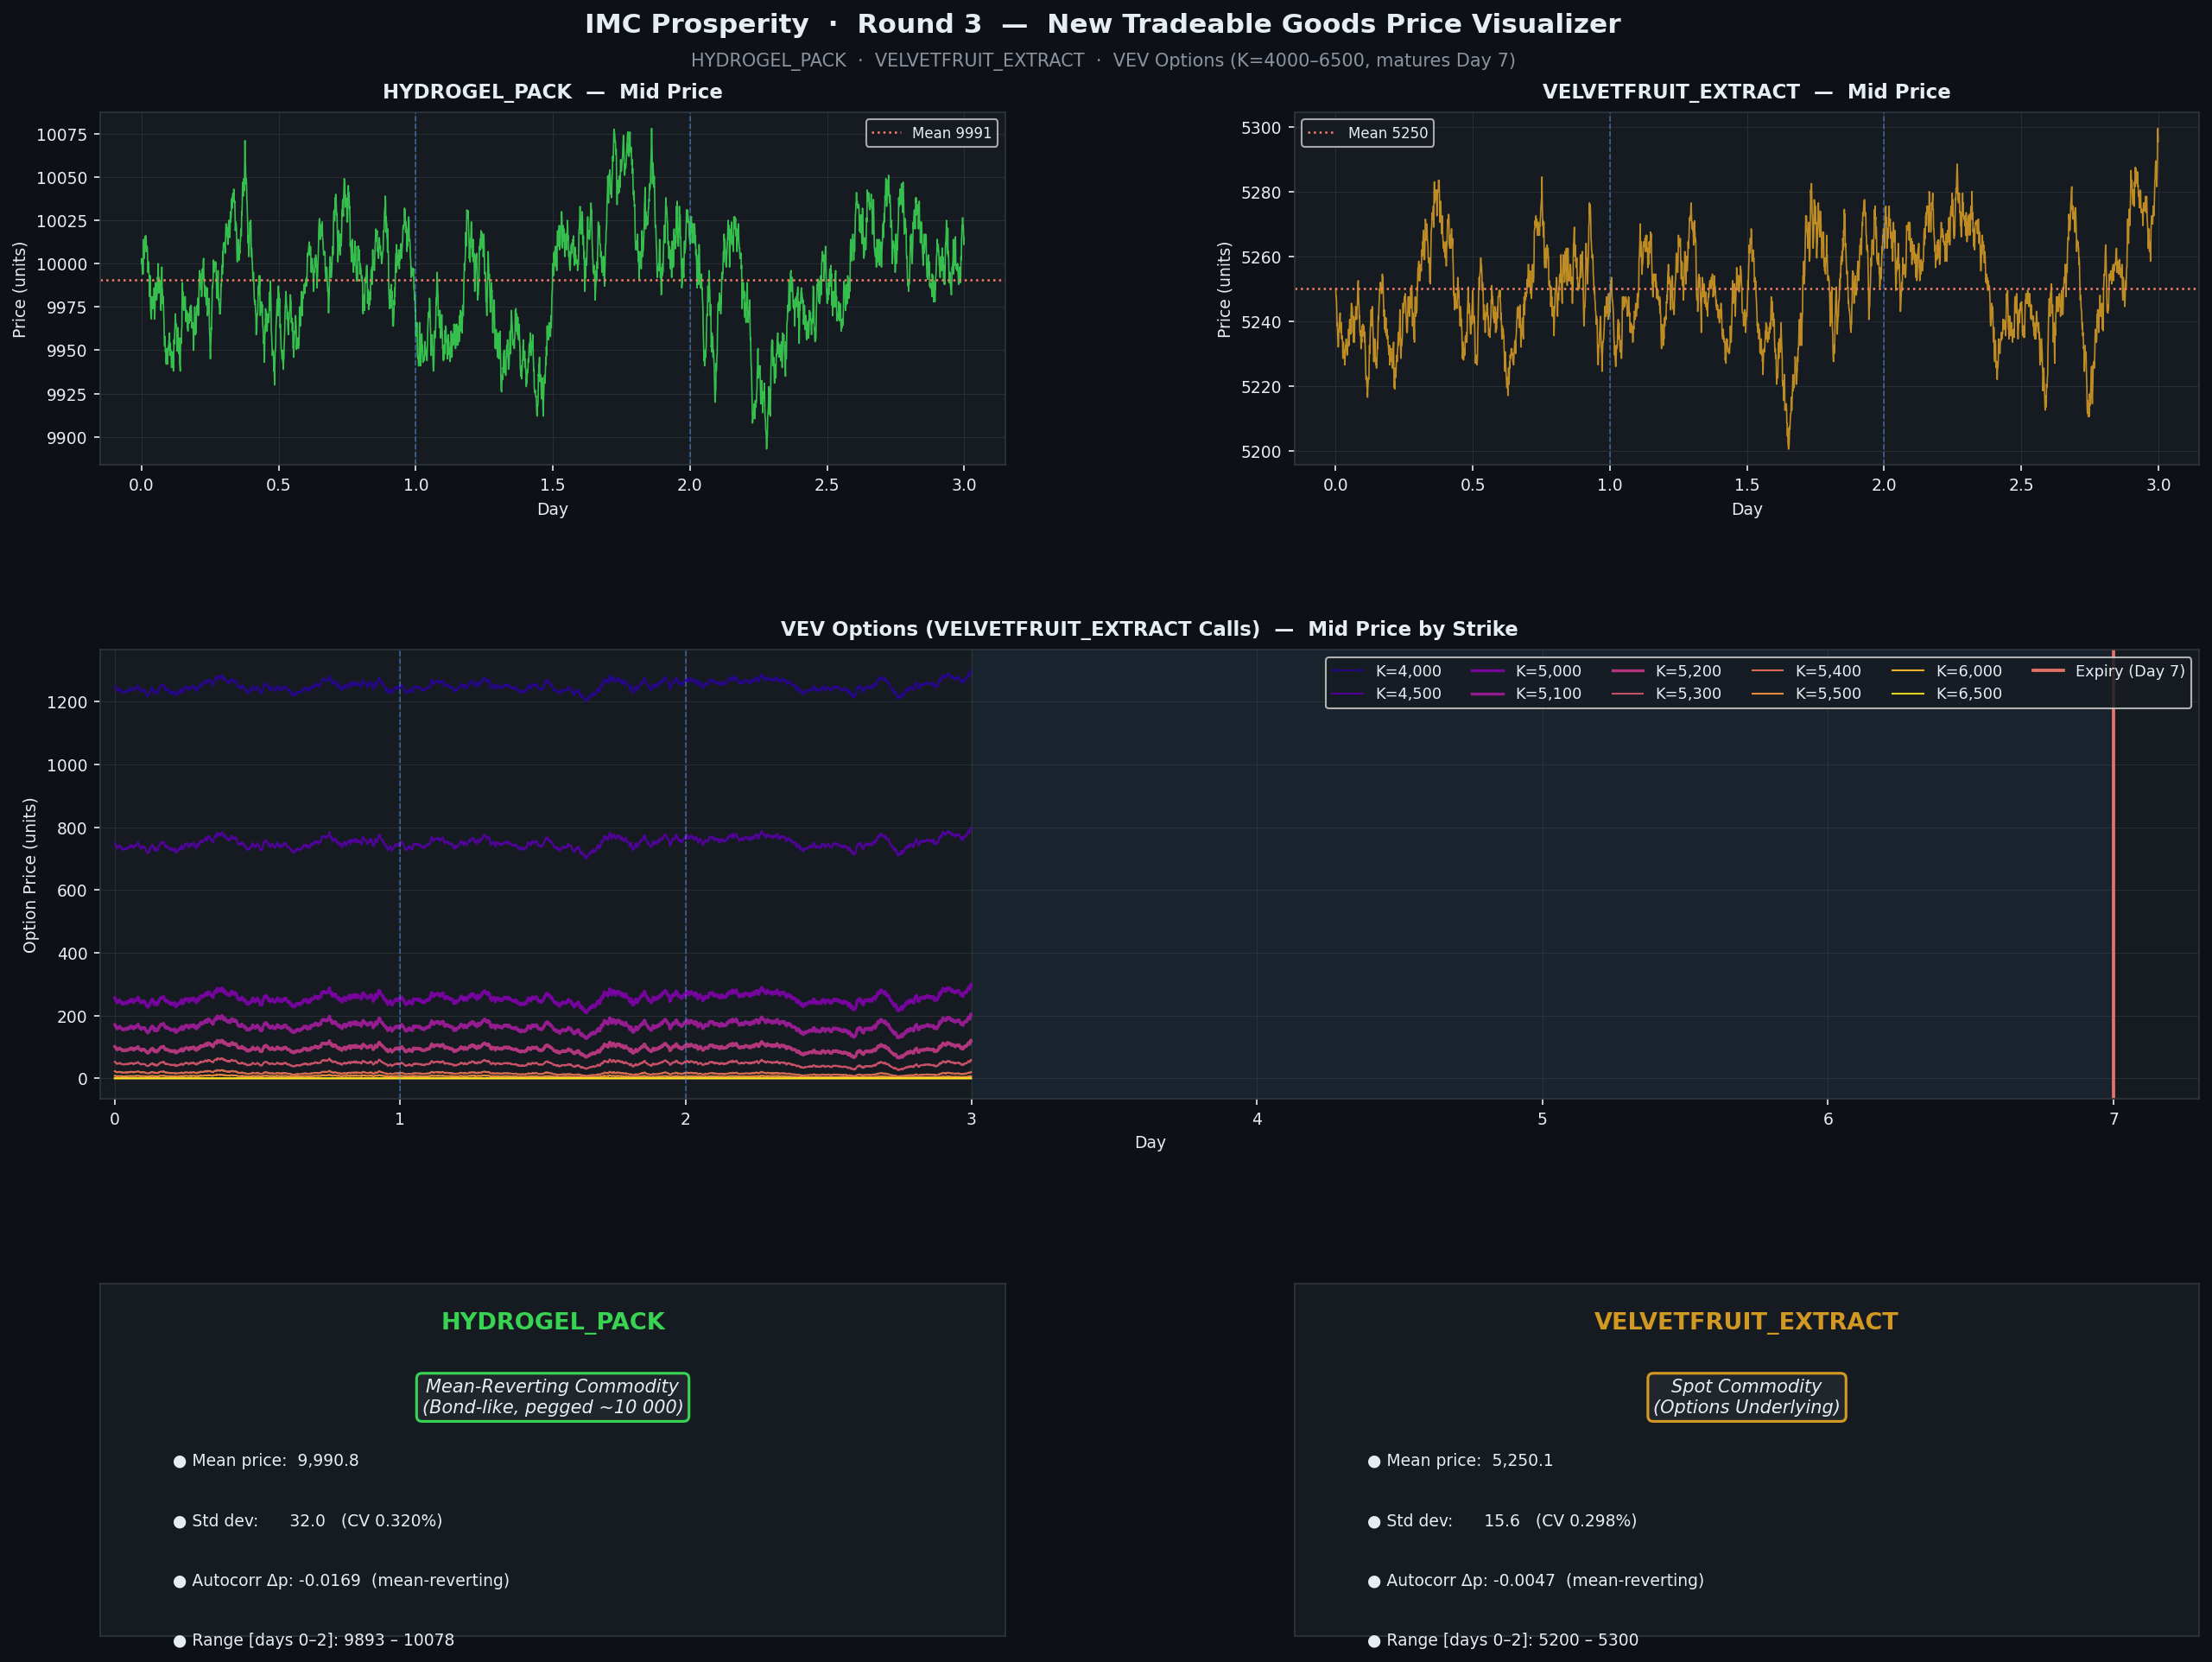 IMC Prosperity · Round 3 — New Tradeable Goods Price Visualizer
HYDROGEL_PACK · VELVETFRUIT_EXTRACT · VEV Options (K=4000–6500, matures Day 7)
HYDROGEL_PACK — Mid Price
Price (units)
10075
10050
10025
10000
9975
9950
9925
9900
Mean 9991
0.0 0.5 1.0 1.5 2.0 2.5 3.0
Day
VELVETFRUIT_EXTRACT — Mid Price
Price (units)
5300
5280
5260
5240
5220
5200
Mean 5250
0.0 0.5 1.0 1.5 2.0 2.5 3.0
Day
VEV Options (VELVETFRUIT_EXTRACT Calls) — Mid Price by Strike
Option Price (units)
1200
1000
800
600
400
200
0
K=4,000 K=5,000 K=5,200 K=5,400 K=6,000 Expiry (Day 7)
K=4,500 K=5,100 K=5,300 K=5,500 K=6,500
0 1 2 3 4 5 6 7
Day
HYDROGEL_PACK
Mean-Reverting Commodity
(Bond-like, pegged ~10 000)
● Mean price: 9,990.8
● Std dev: 32.0 (CV 0.320%)
● Autocorr Δp: -0.0169 (mean-reverting)
● Range [days 0–2]: 9893 – 10078
VELVETFRUIT_EXTRACT
Spot Commodity
(Options Underlying)
● Mean price: 5,250.1
● Std dev: 15.6 (CV 0.298%)
● Autocorr Δp: -0.0047 (mean-reverting)
● Range [days 0–2]: 5200 – 5300